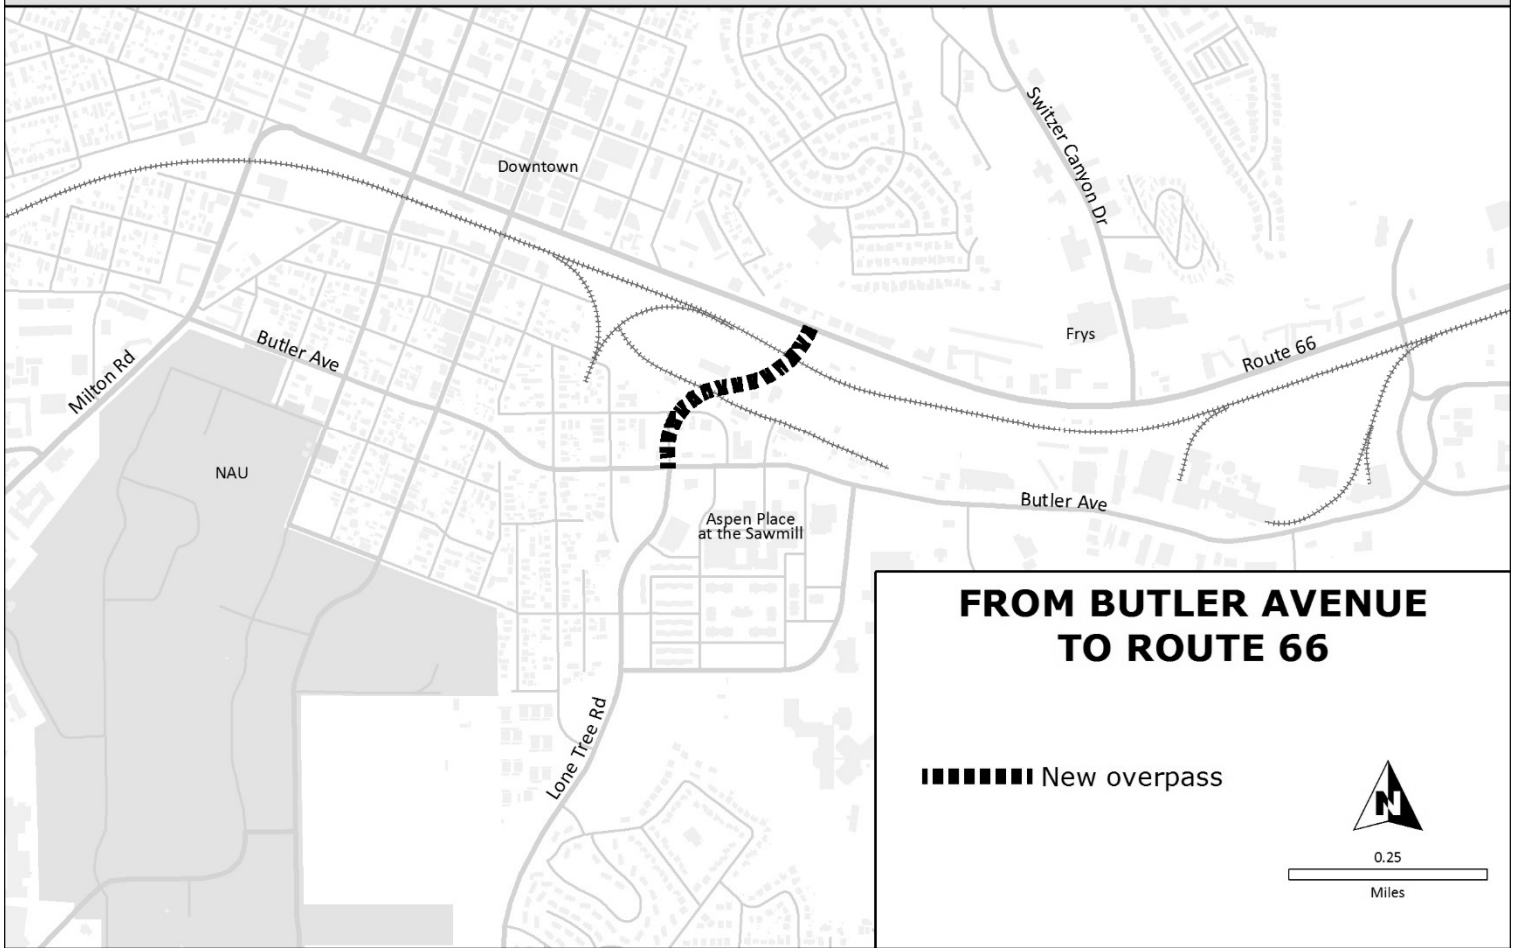 Switzer Canyon Dr
Downtown
Frys
Route 66
Butler Ave
Milton Rd
NAU
Butler Ave
Aspen Place
at the Sawmill
Lone Tree Rd
FROM BUTLER AVENUE
TO ROUTE 66
New overpass
N
0.25
Miles